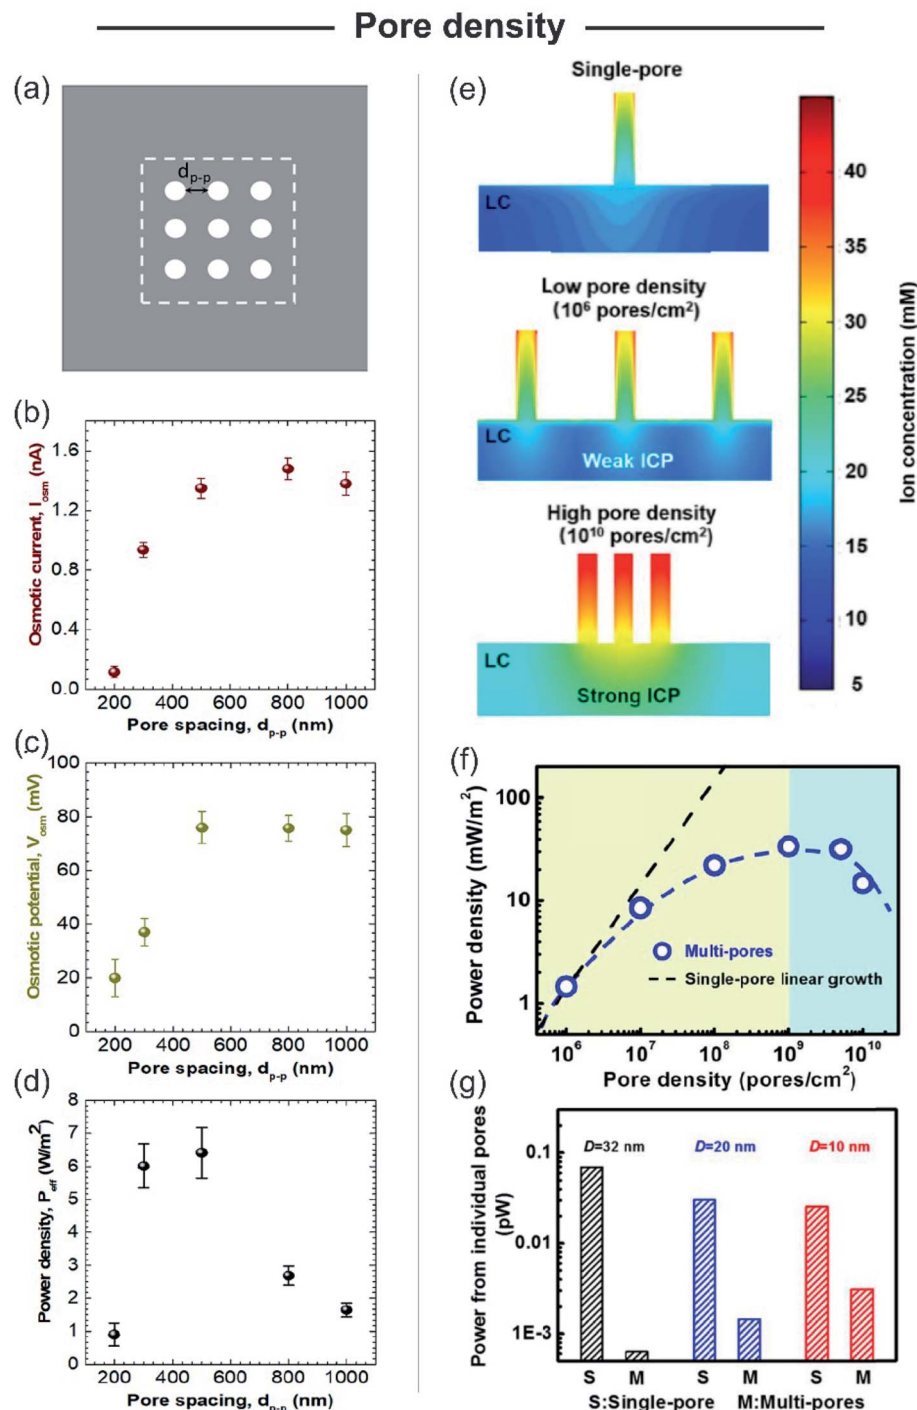 Pore density
(a)
d_p-p
(b)
Osmotic current, I_osm (nA)
1.6
1.2
0.8
0.4
0.0
200 400 600 800 1000
Pore spacing, d_p-p (nm)
(c)
Osmotic potential, V_osm (mV)
100
80
60
40
20
0
200 400 600 800 1000
Pore spacing, d_p-p (nm)
(d)
Power density, P_eff (W/m²)
8
7
6
5
4
3
2
1
0
200 400 600 800 1000
Pore spacing, d_p-p (nm)
(e)
Single-pore
LC
Low pore density
(10⁶ pores/cm²)
LC
Weak ICP
High pore density
(10¹⁰ pores/cm²)
LC
Strong ICP
40
35
30
25
20
15
10
5
Ion concentration (mM)
(f)
Power density (mW/m²)
100
10
1
Multi-pores
Single-pore linear growth
10⁶ 10⁷ 10⁸ 10⁹ 10¹⁰
Pore density (pores/cm²)
(g)
Power from individual pores
(pW)
0.1
0.01
1E-3
D=32 nm D=20 nm D=10 nm
S M S M S M
S:Single-pore M:Multi-pores